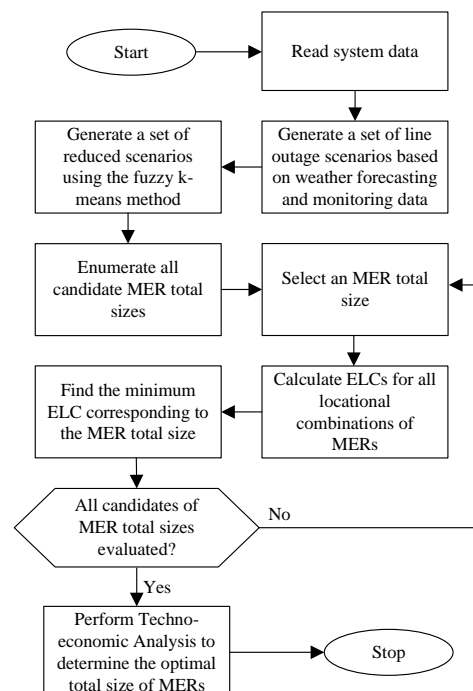 Start
Read system data
Generate a set of
reduced scenarios
using the fuzzy k-
means method
Generate a set of line
outage scenarios based
on weather forecasting
and monitoring data
Enumerate all
candidate MER total
sizes
Select an MER total
size
Find the minimum
ELC corresponding to
the MER total size
Calculate ELCs for all
locational
combinations of
MERs
All candidates of
MER total sizes
evaluated?
No
Yes
Perform Techno-
economic Analysis to
determine the optimal
total size of MERs
Stop